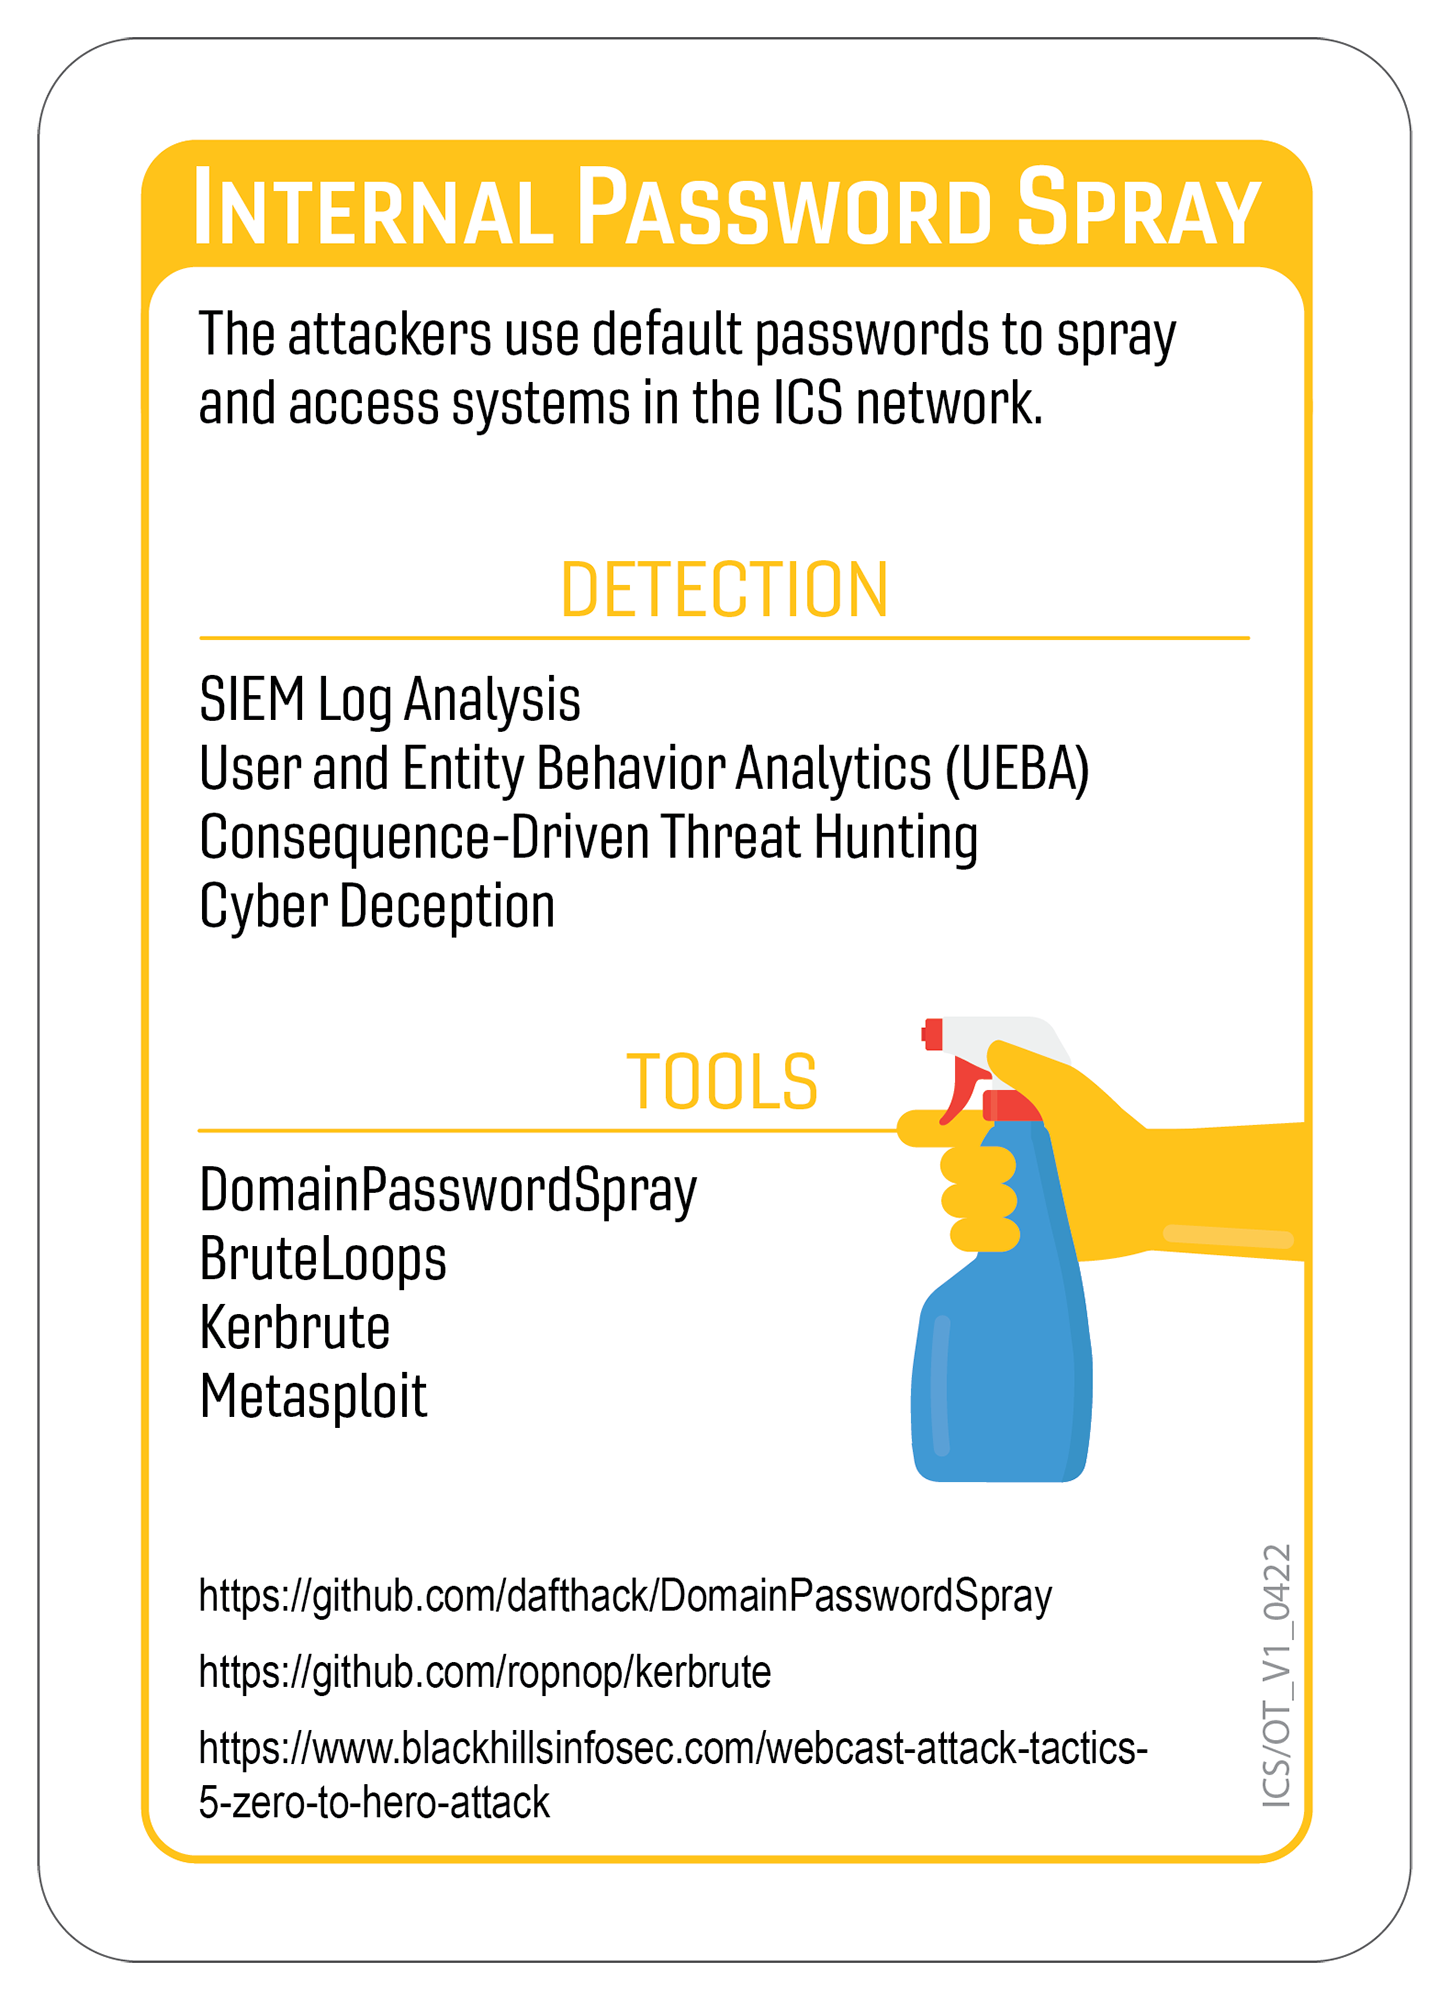 INTERNAL PASSWORD SPRAY
The attackers use default passwords to spray
and access systems in the ICS network.
DETECTION
SIEM Log Analysis
User and Entity Behavior Analytics (UEBA)
Consequence-Driven Threat Hunting
Cyber Deception
TOOLS
DomainPasswordSpray
BruteLoops
Kerbrute
Metasploit
https://github.com/dafthack/DomainPasswordSpray
https://github.com/ropnop/kerbrute
https://www.blackhillsinfosec.com/webcast-attack-tactics-
5-zero-to-hero-attack
ICS/OT_V1_0422